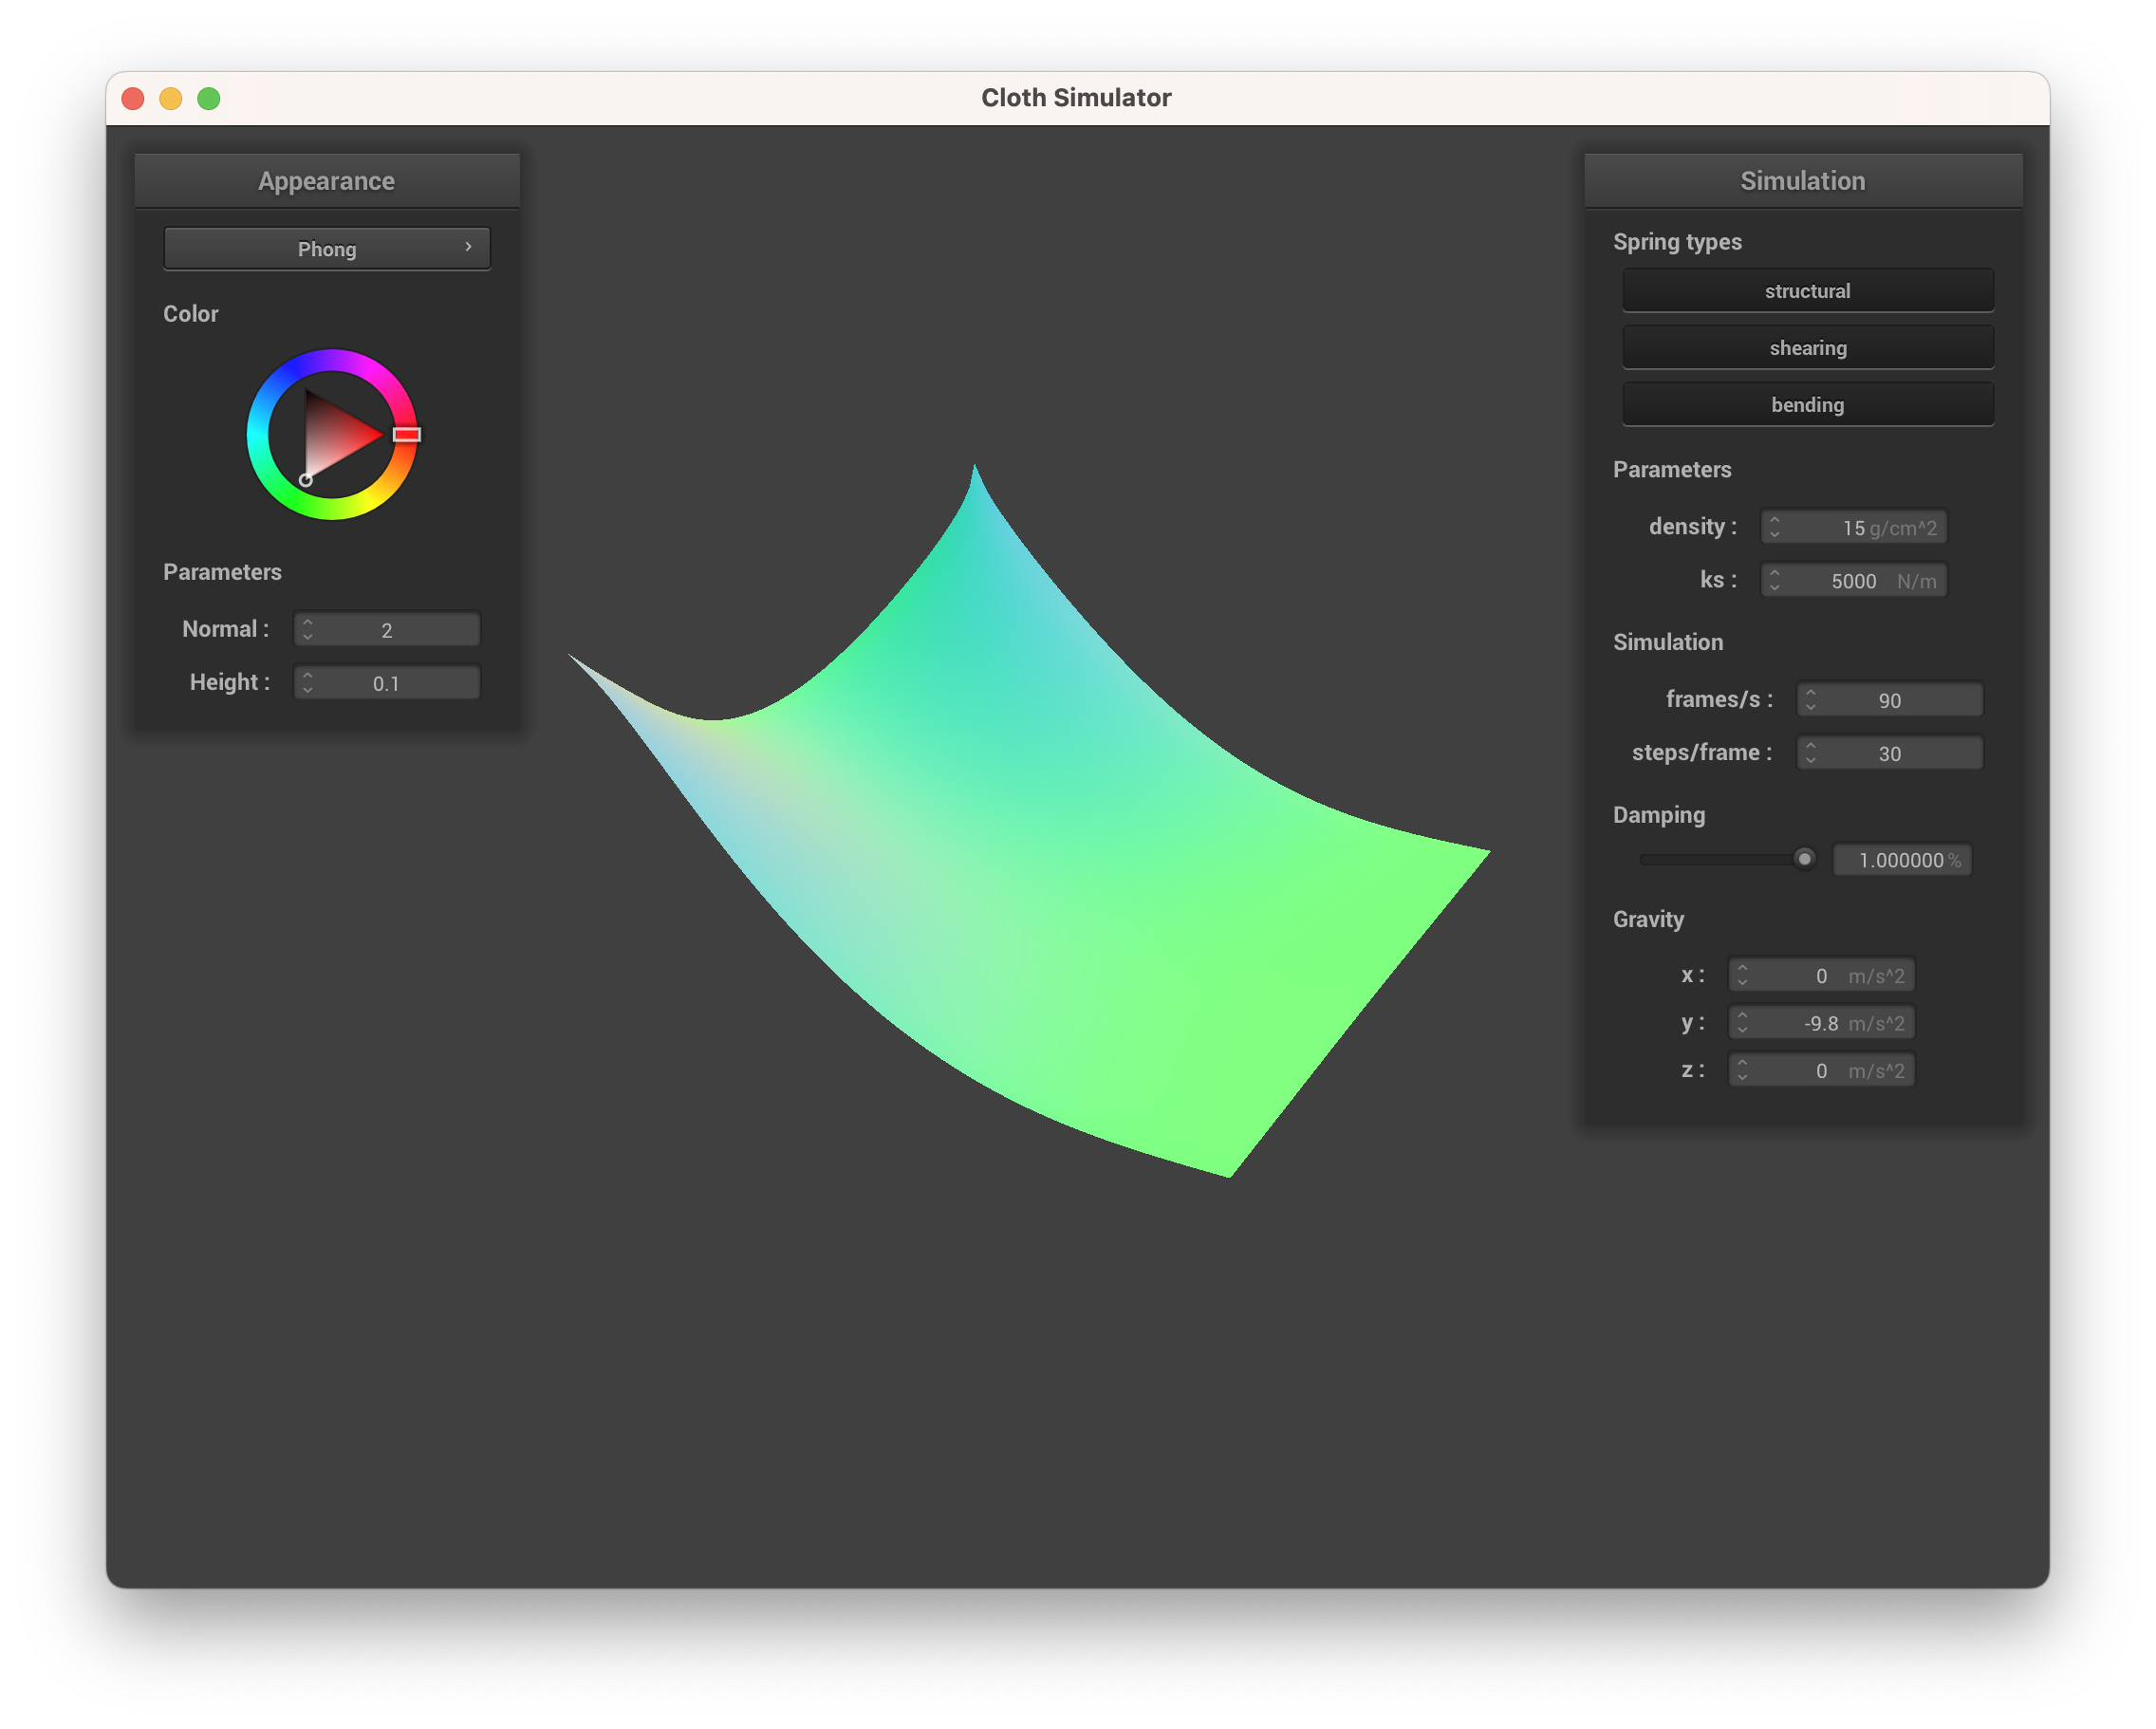 Cloth Simulator
Appearance
Phong
Color
Parameters
Normal : 2
Height : 0.1
Simulation
Spring types
structural
shearing
bending
Parameters
density : 15 g/cm^2
ks : 5000 N/m
Simulation
frames/s : 90
steps/frame : 30
Damping
1.000000 %
Gravity
x : 0 m/s^2
y : -9.8 m/s^2
z : 0 m/s^2